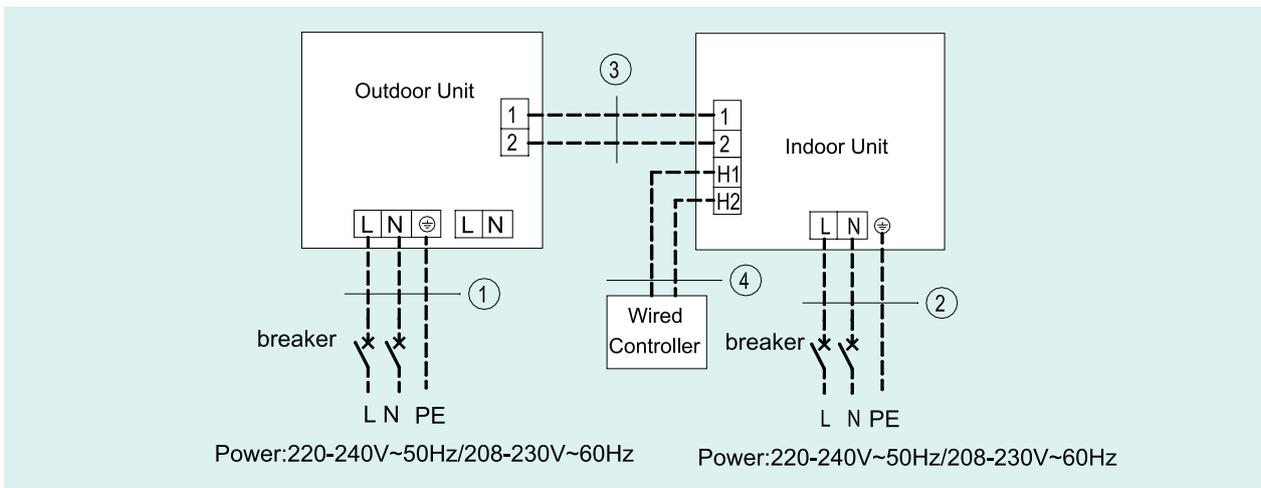 3
Outdoor Unit
1
2
1
2
H1
H2
Indoor Unit
L N
L N
L N
1
4
2
Wired
Controller
breaker
breaker
L N PE
L N PE
Power:220-240V~50Hz/208-230V~60Hz
Power:220-240V~50Hz/208-230V~60Hz